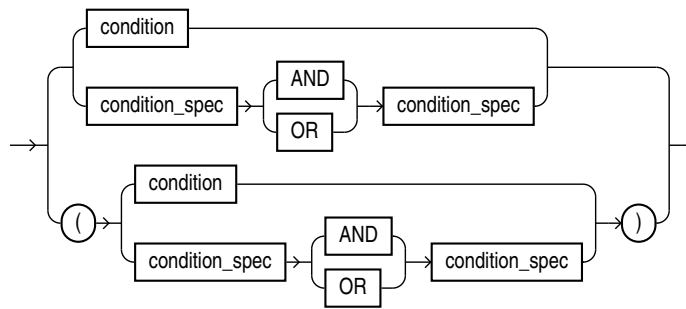 condition
condition_spec AND condition_spec
OR
( condition )
condition_spec AND condition_spec
OR